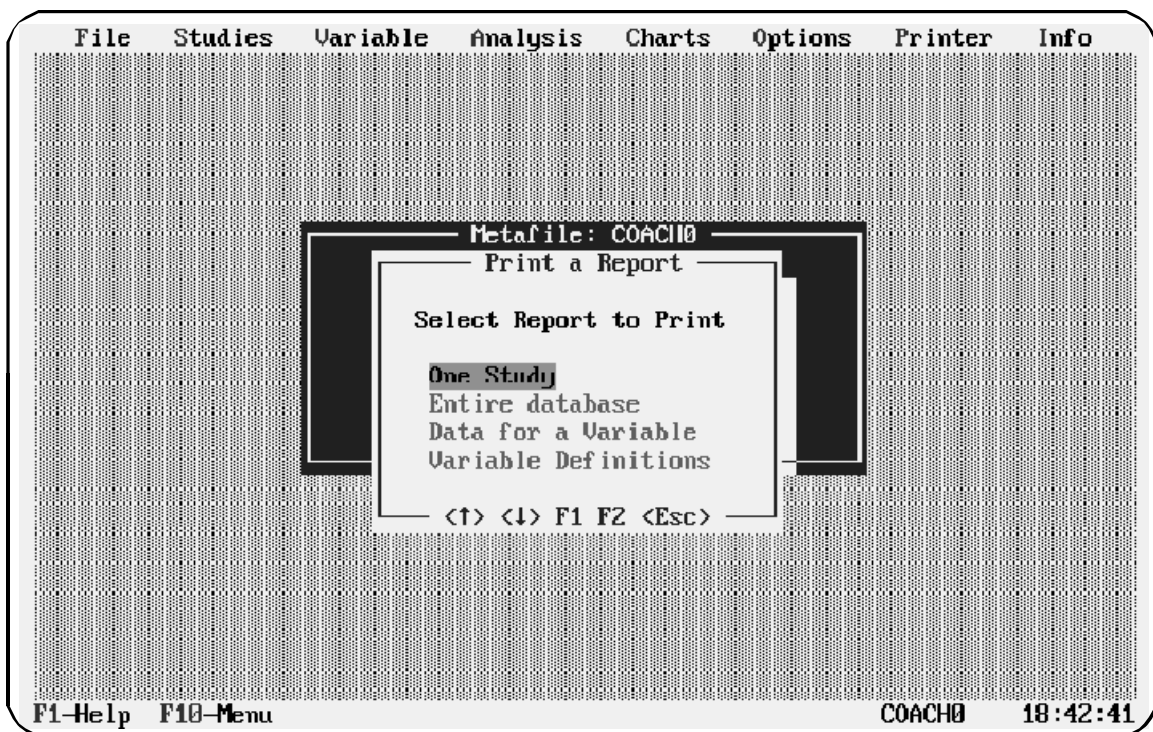 File Studies Variable Analysis Charts Options Printer Info
Metafile: COACH0
Print a Report
Select Report to Print
One Study
Entire database
Data for a Variable
Variable Definitions
<↑> <↓> F1 F2 <Esc>
F1-Help F10-Menu COACH0 18:42:41